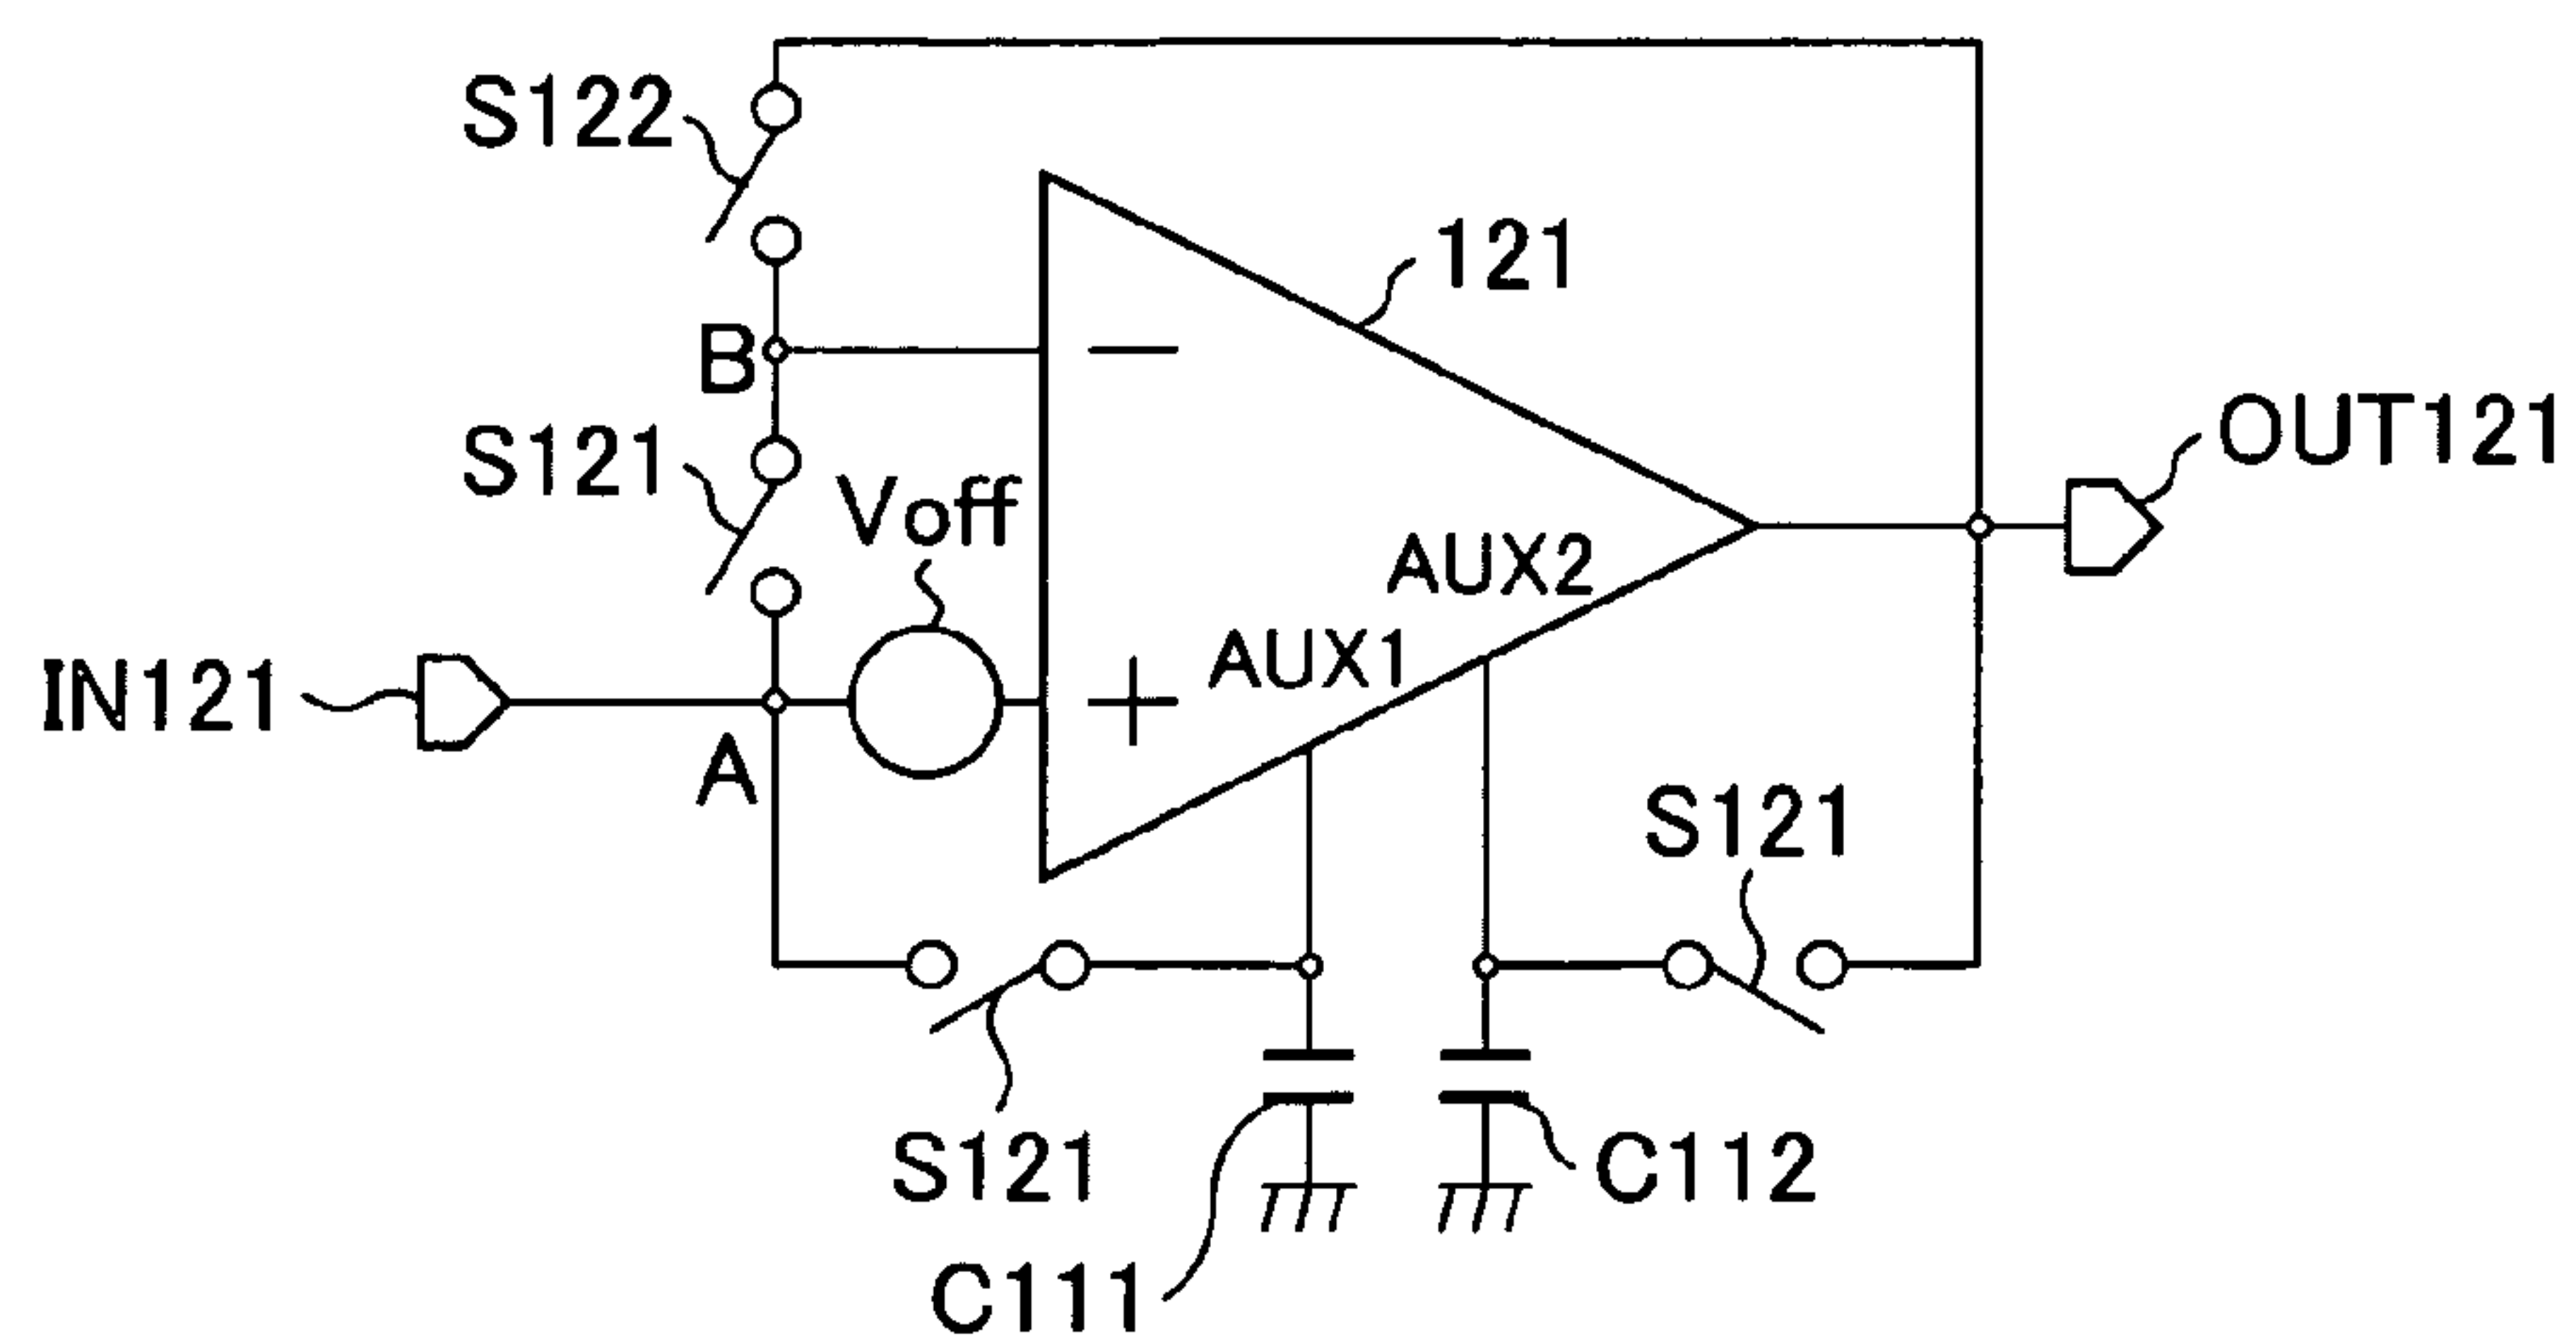 S122
121
B
OUT121
S121
Voff
−
AUX2
AUX1
IN121
+
A
S121
S121
C112
C111